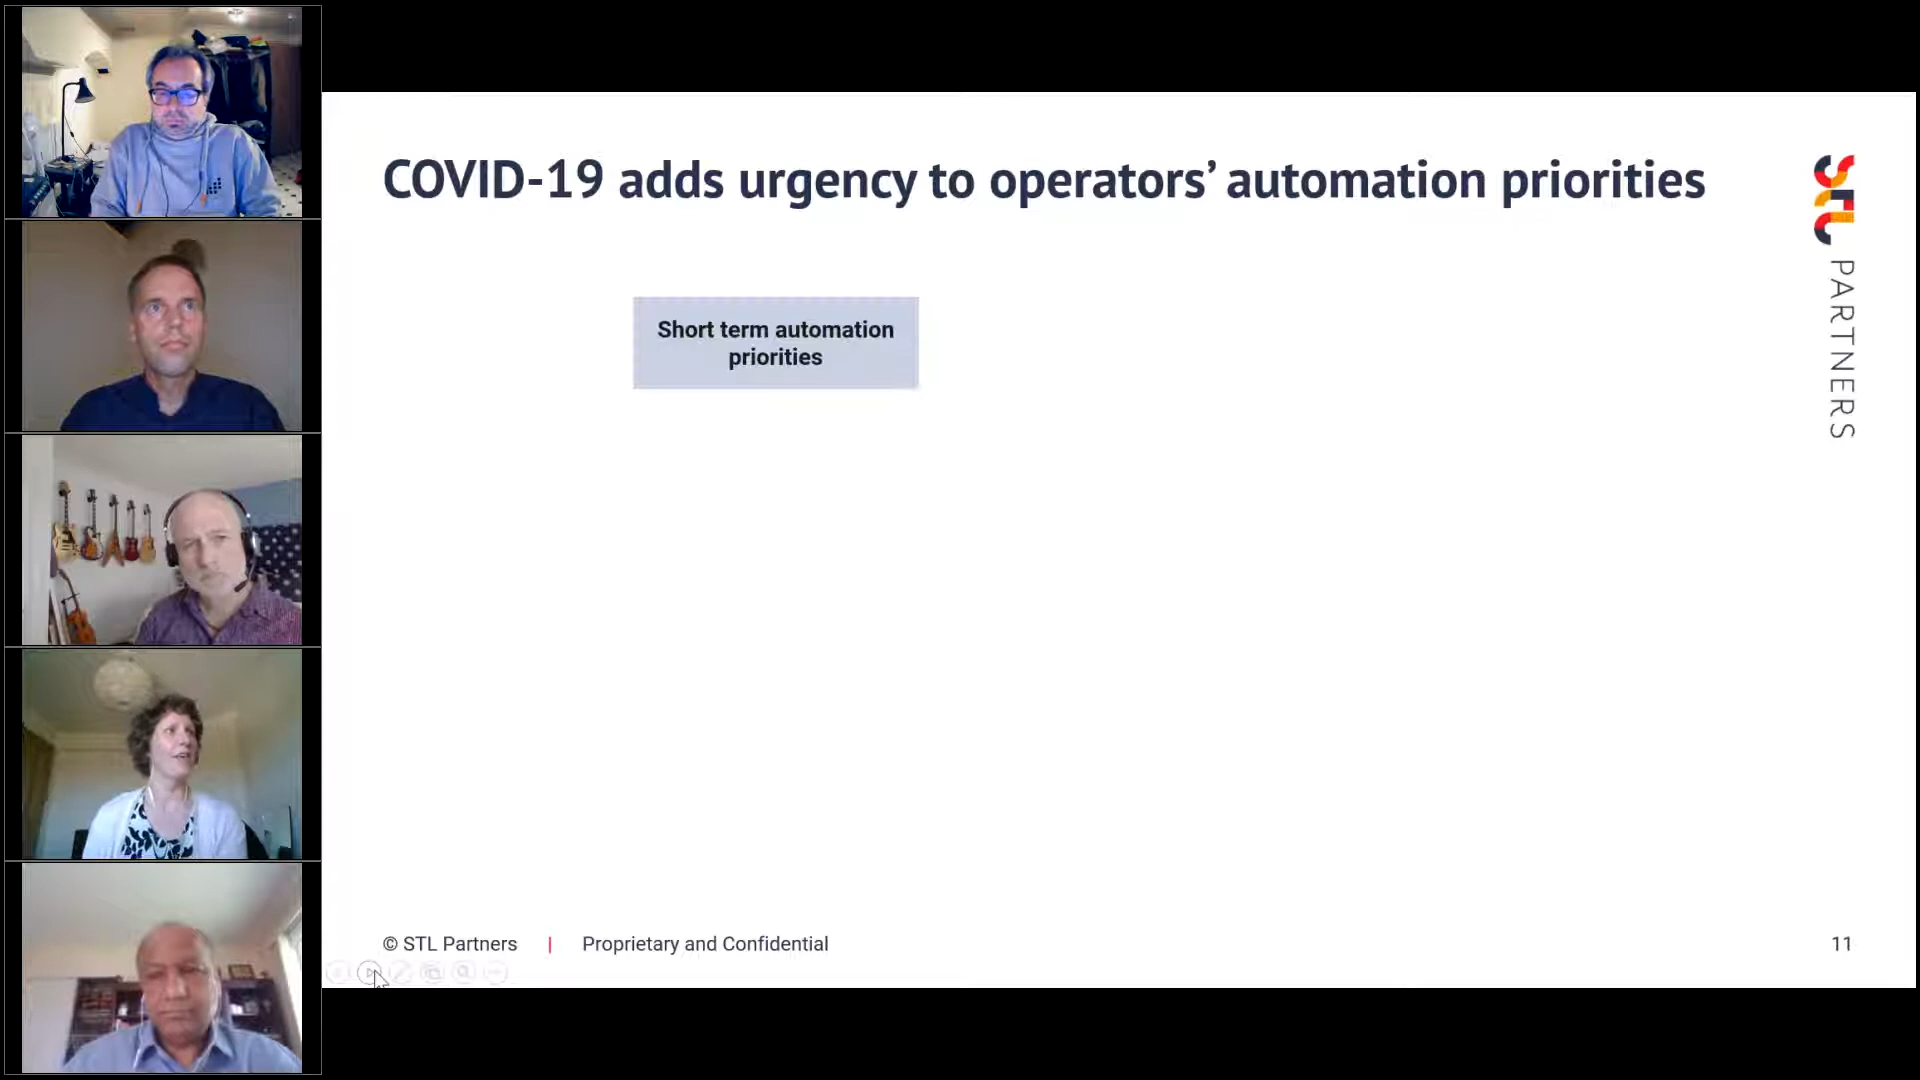 COVID-19 adds urgency to operators’ automation priorities
STL PARTNERS
Short term automation
priorities
© STL Partners | Proprietary and Confidential
11